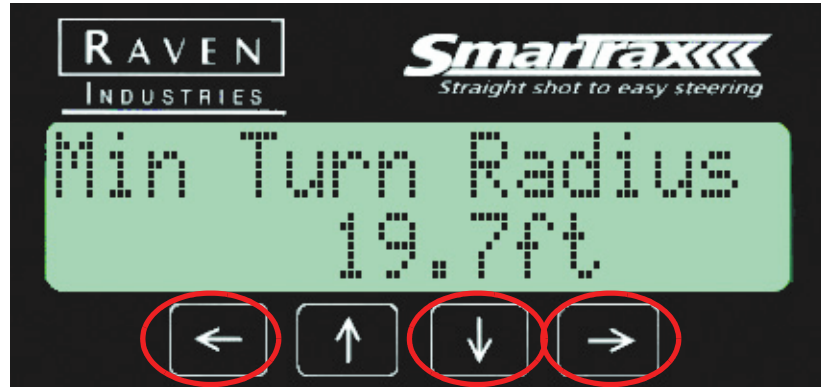 RAVEN
INDUSTRIES
SmarTrax
Straight shot to easy steering
Min Turn Radius
19.7ft